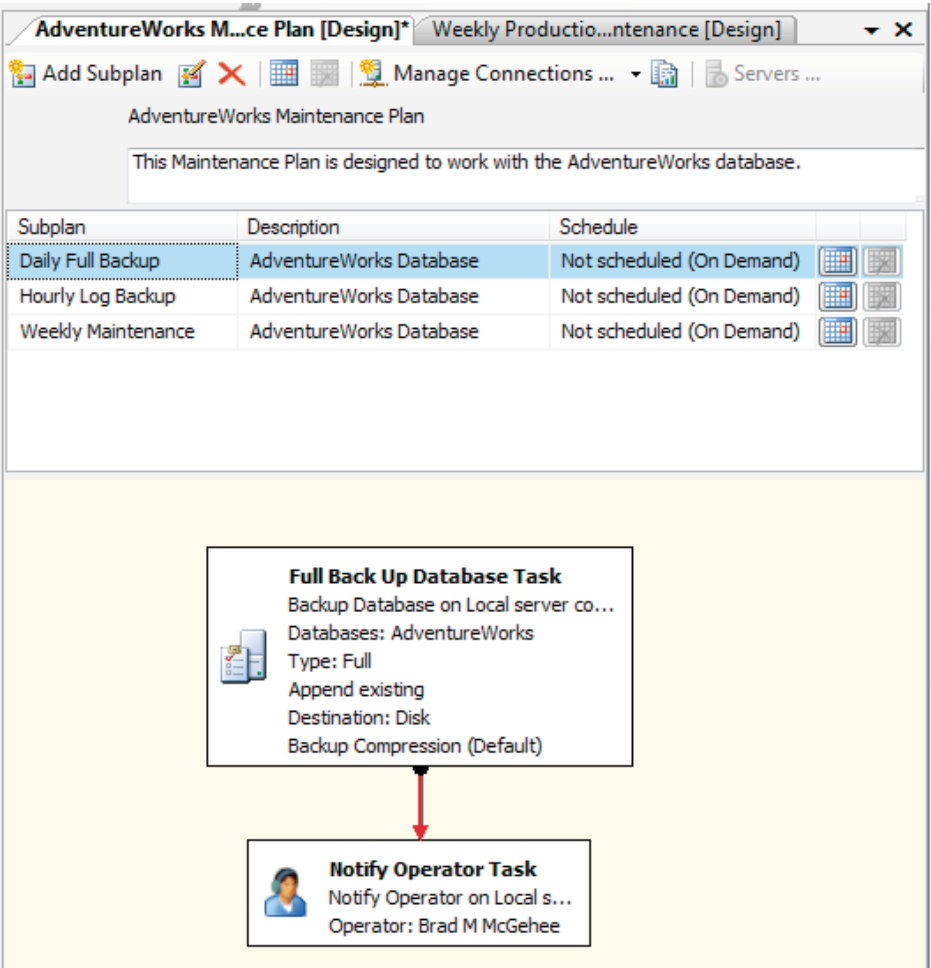 AdventureWorks M...ce Plan [Design]* Weekly Productio...ntenance [Design]
Add Subplan Manage Connections ... Servers ...
AdventureWorks Maintenance Plan
This Maintenance Plan is designed to work with the AdventureWorks database.
Subplan Description Schedule
Daily Full Backup AdventureWorks Database Not scheduled (On Demand)
Hourly Log Backup AdventureWorks Database Not scheduled (On Demand)
Weekly Maintenance AdventureWorks Database Not scheduled (On Demand)
Full Back Up Database Task
Backup Database on Local server co...
Databases: AdventureWorks
Type: Full
Append existing
Destination: Disk
Backup Compression (Default)
Notify Operator Task
Notify Operator on Local s...
Operator: Brad M McGehee